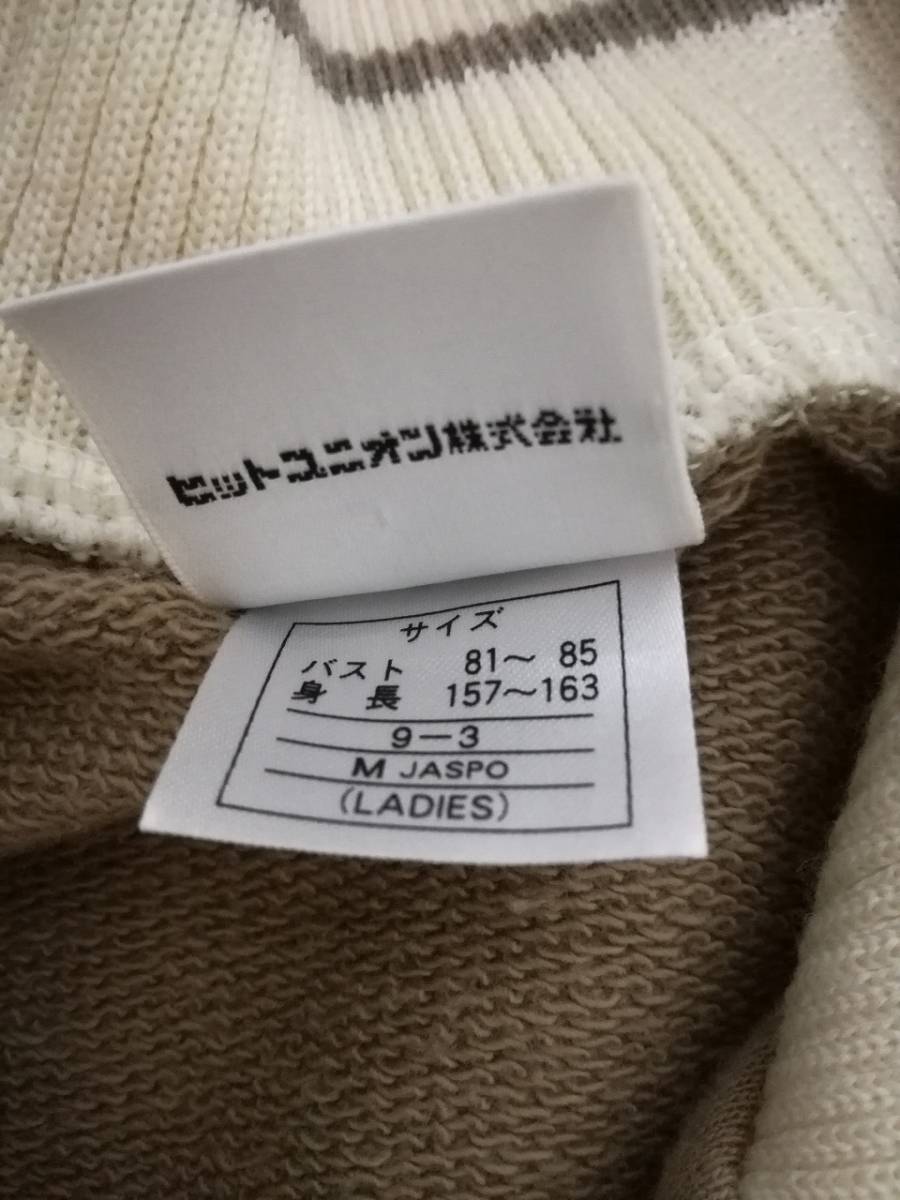 ヒットユニオン株式会社
サイズ
バスト 81〜 85
身 長 157〜163
9－3
M JASPO
(LADIES)